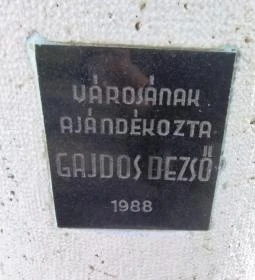 VÁROSÁNAK
AJÁNDÉKOZTA
GAJDOS DEZSŐ
1988